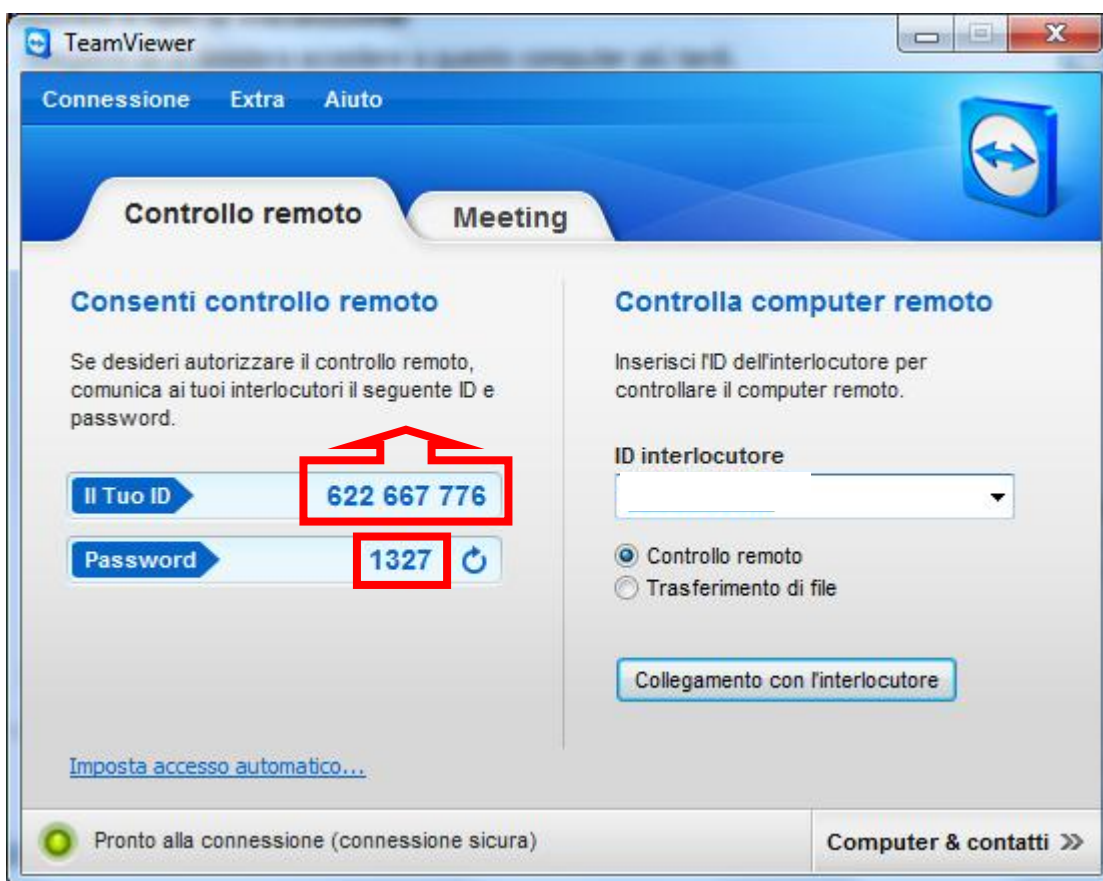 TeamViewer
Connessione Extra Aiuto
Controllo remoto Meeting
Consenti controllo remoto
Se desideri autorizzare il controllo remoto,
comunica ai tuoi interlocutori il seguente ID e
password.
Il Tuo ID 622 667 776
Password 1327
Imposta accesso automatico...
Controlla computer remoto
Inserisci l'ID dell'interlocutore per
controllare il computer remoto.
ID interlocutore
Controllo remoto
Trasferimento di file
Collegamento con l'interlocutore
Pronto alla connessione (connessione sicura)
Computer & contatti >>